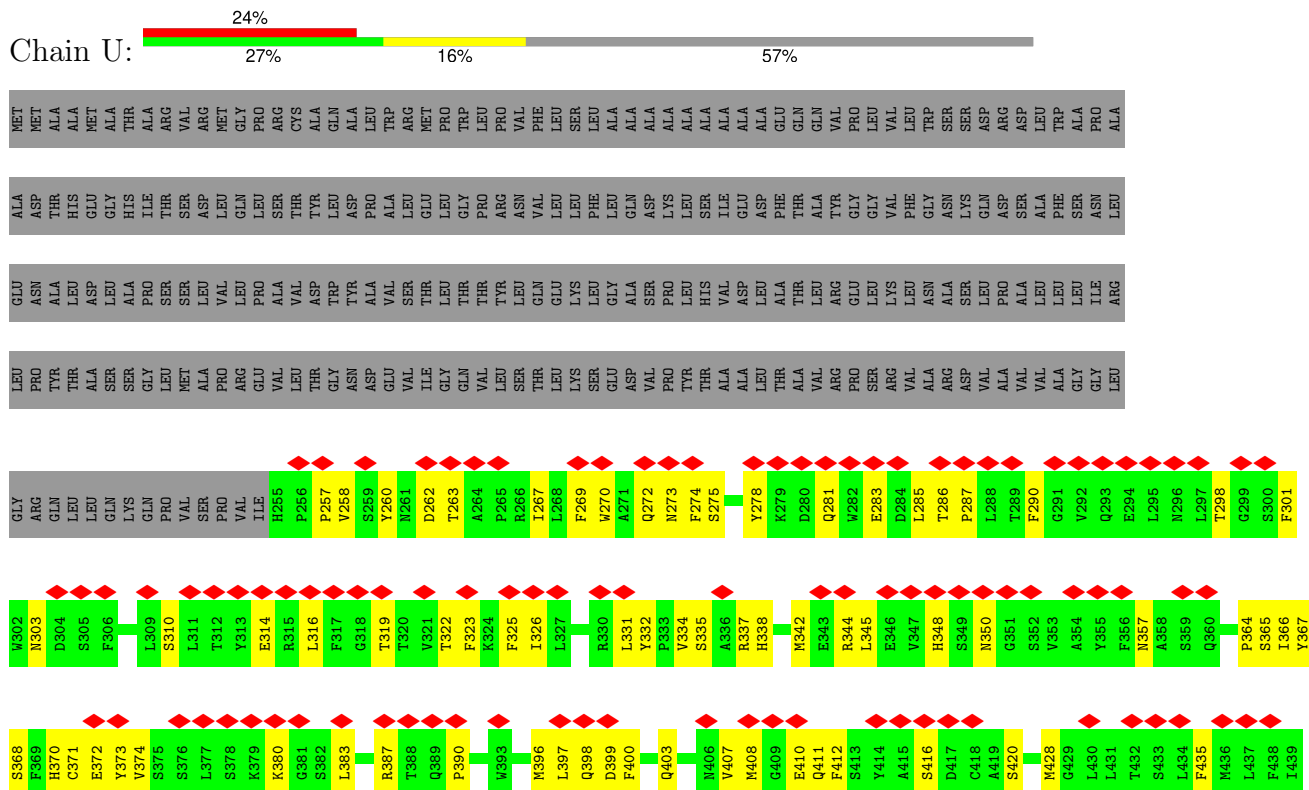 Chain U:
24%
27% 16% 57%
MET MET ALA ALA MET ALA THR ALA ARG VAL ARG MET GLY PRO ARG CYS ALA GLN ALA LEU TRP ARG MET PRO TRP LEU PRO VAL PHE LEU SER LEU ALA ALA ALA ALA ALA ALA ALA ALA ALA GLU GLN GLN VAL PRO LEU VAL LEU TRP SER SER ASP ARG ASP LEU TRP ALA PRO ALA
ALA ASP THR HIS GLU GLY HIS ILE THR SER ASP LEU GLN LEU SER THR TYR LEU ASP PRO ALA LEU GLU LEU GLY PRO ARG ASN VAL LEU LEU PHE LEU GLN ASP LYS LEU SER ILE GLU ASP PHE THR ALA TYR GLY GLY VAL PHE GLY ASN LYS GLN ASP SER ALA PHE SER ASN LEU
GLU ASN ALA LEU ASP LEU ALA PRO SER SER LEU VAL LEU PRO ALA VAL ASP TRP TYR ALA VAL SER THR LEU THR THR TYR LEU GLN GLU LYS LEU GLY ALA SER PRO LEU HIS VAL ASP LEU ALA THR LEU ARG GLU LEU LYS LEU ASN ALA SER LEU PRO ALA LEU LEU LEU ILE ARG
LEU PRO TYR THR ALA SER SER GLY LEU MET ALA PRO ARG GLU VAL LEU THR GLY ASN ASP GLU VAL ILE GLY GLN VAL LEU SER THR LEU LYS SER GLU ASP VAL PRO TYR THR ALA ALA LEU THR ALA VAL ARG PRO SER ARG VAL ALA ARG ASP VAL ALA VAL VAL ALA GLY GLY LEU
GLY ARG GLN LEU LEU GLN LYS GLN PRO VAL SER PRO VAL ILE H255 P256 P257 V258 S259 Y260 N261 D262 T263 A264 P265 R266 I267 L268 F269 W270 A271 Q272 N273 F274 S275 Y278 K279 D280 Q281 W282 E283 D284 L285 T286 P287 L288 T289 F290 G291 V292 Q293 E294 L295 N296 L297 T298 G299 S300 F301
W302 N303 D304 S305 F306 L309 S310 L311 T312 Y313 E314 R315 L316 F317 G318 T319 T320 V321 T322 F323 K324 F325 I326 L327 R330 L331 Y332 P333 V334 S335 A336 R337 H338 M342 E343 R344 L345 E346 V347 H348 S349 N350 G351 S352 V353 A354 Y355 F356 N357 A358 S359 Q360 P364 S365 I366 Y367
S368 F369 H370 C371 E372 Y373 V374 S375 S376 L377 S378 K379 K380 G381 S382 L383 R387 T388 Q389 P390 W393 M396 L397 Q398 D399 F400 Q403 N406 V407 M408 G409 E410 Q411 F412 S413 Y414 A415 S416 D417 C418 A419 S420 M428 G429 L430 L431 T432 S433 L434 F435 M436 L437 F438 I439